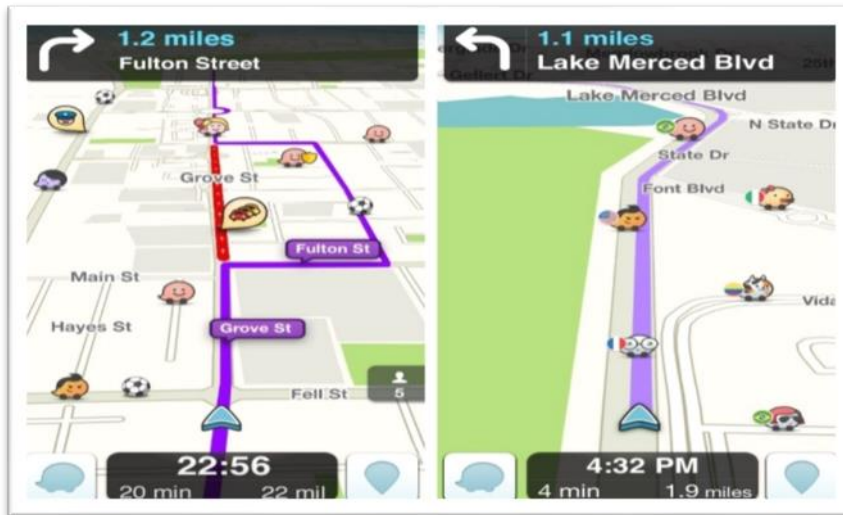 1.2 miles
Fulton Street
Grove St
Fulton St
Main St
Grove St
Hayes St
Fell St
5
22:56
20 min
22 mil
1.1 miles
Lake Merced Blvd
Gellert Blvd
Lake Merced Blvd
N State Dr
State Dr
Font Blvd
Vida
4:32 PM
4 min
1.9 miles